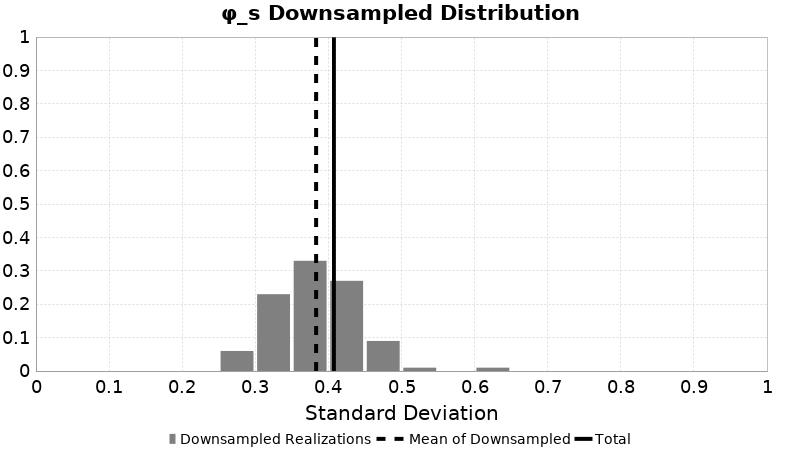 φ_s Downsampled Distribution
1
0.9
0.8
0.7
0.6
0.5
0.4
0.3
0.2
0.1
0
0 0.1 0.2 0.3 0.4 0.5 0.6 0.7 0.8 0.9 1
Standard Deviation
Downsampled Realizations Mean of Downsampled Total